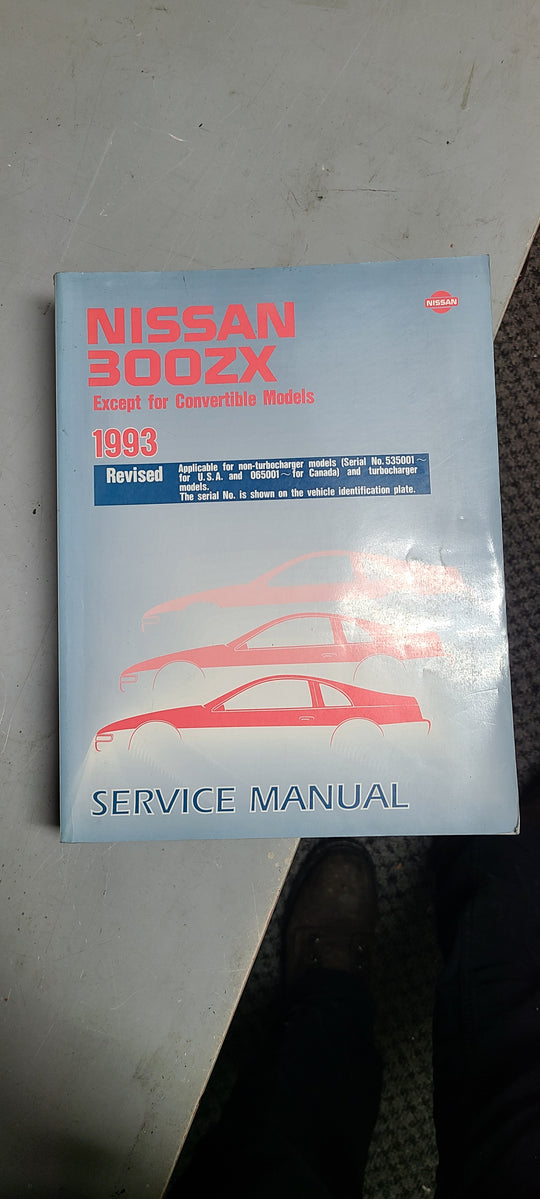 NISSAN
NISSAN
300ZX
Except for Convertible Models
1993
Revised
Applicable for non-turbocharger models (Serial No. 535001~
for U.S.A. and 065001~for Canada) and turbocharger
models.
The serial No. is shown on the vehicle identification plate.
SERVICE MANUAL